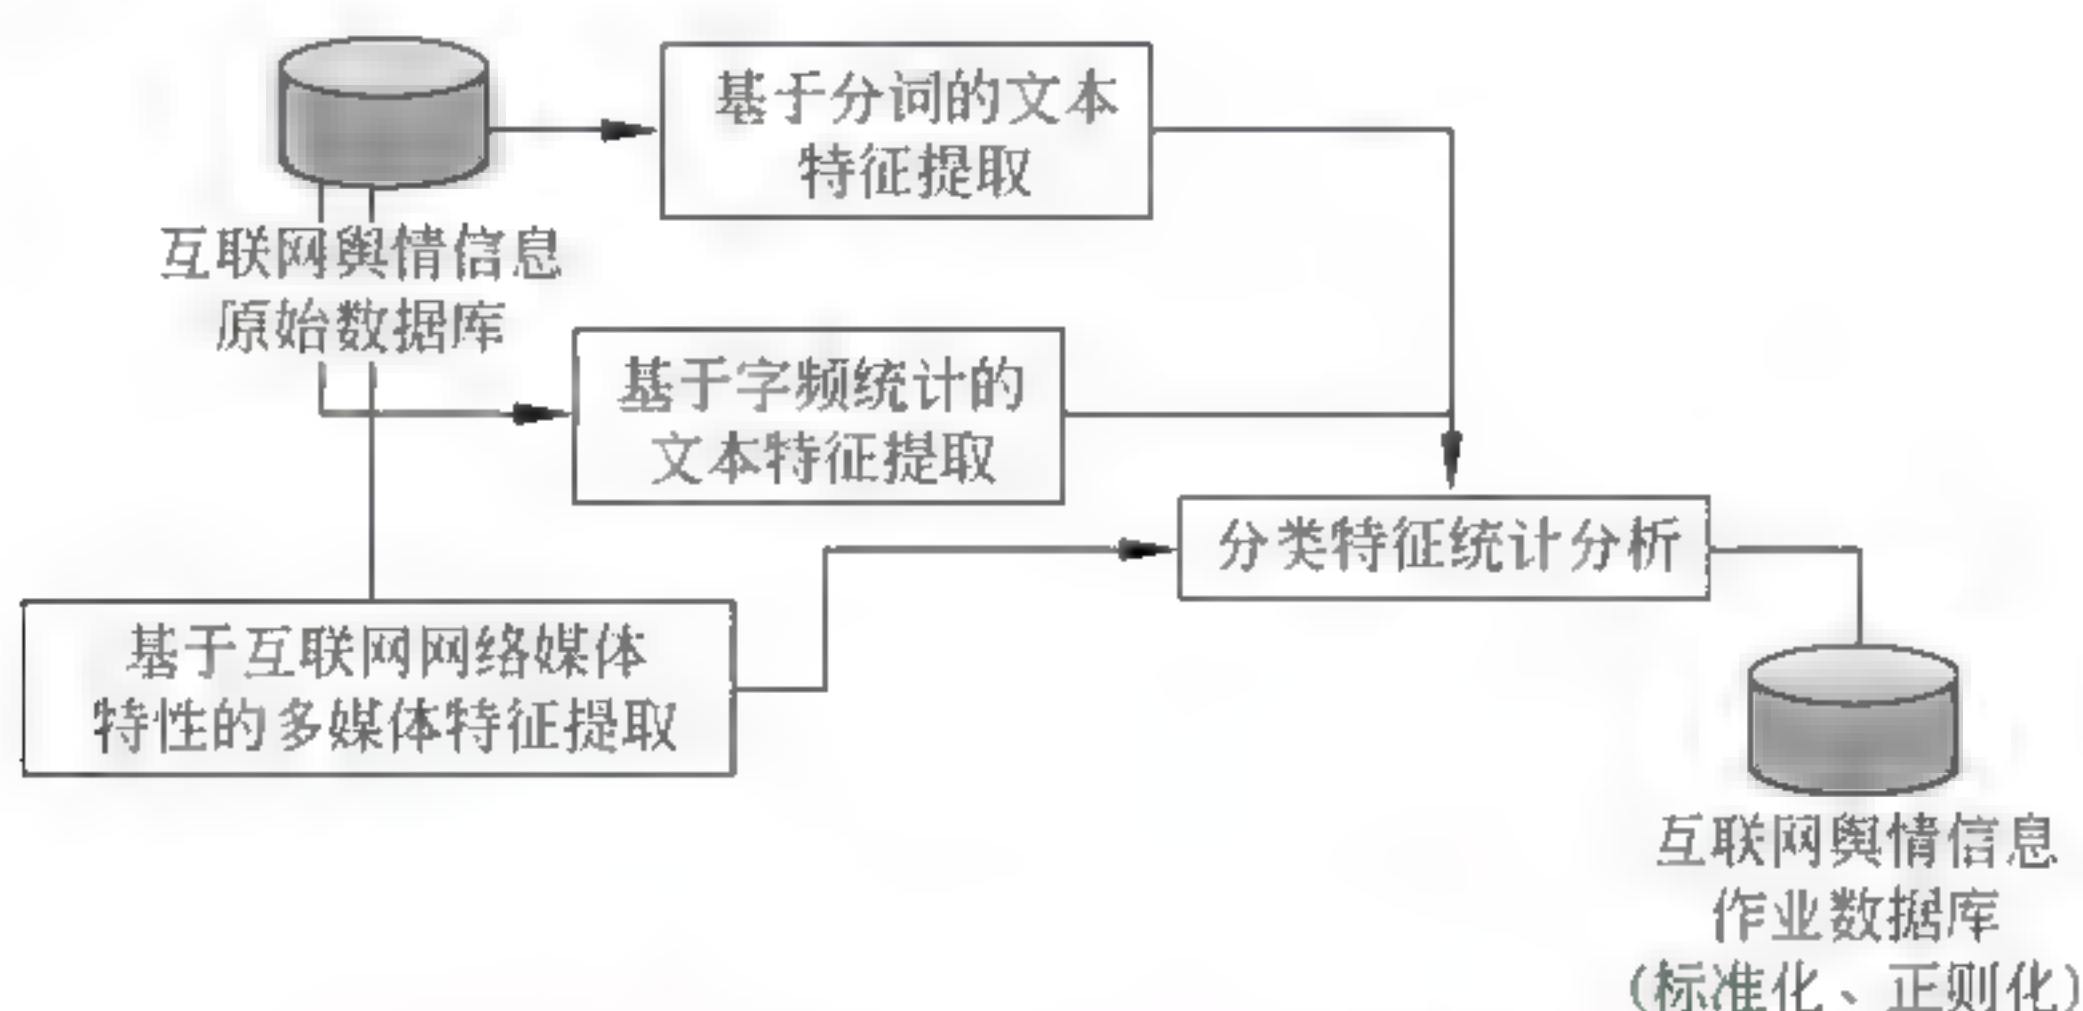 基于分词的文本
特征提取
互联网舆情信息
原始数据库
基于字频统计的
文本特征提取
分类特征统计分析
基于互联网网络媒体
特性的多媒体特征提取
互联网舆情信息
作业数据库
(标准化、正则化)